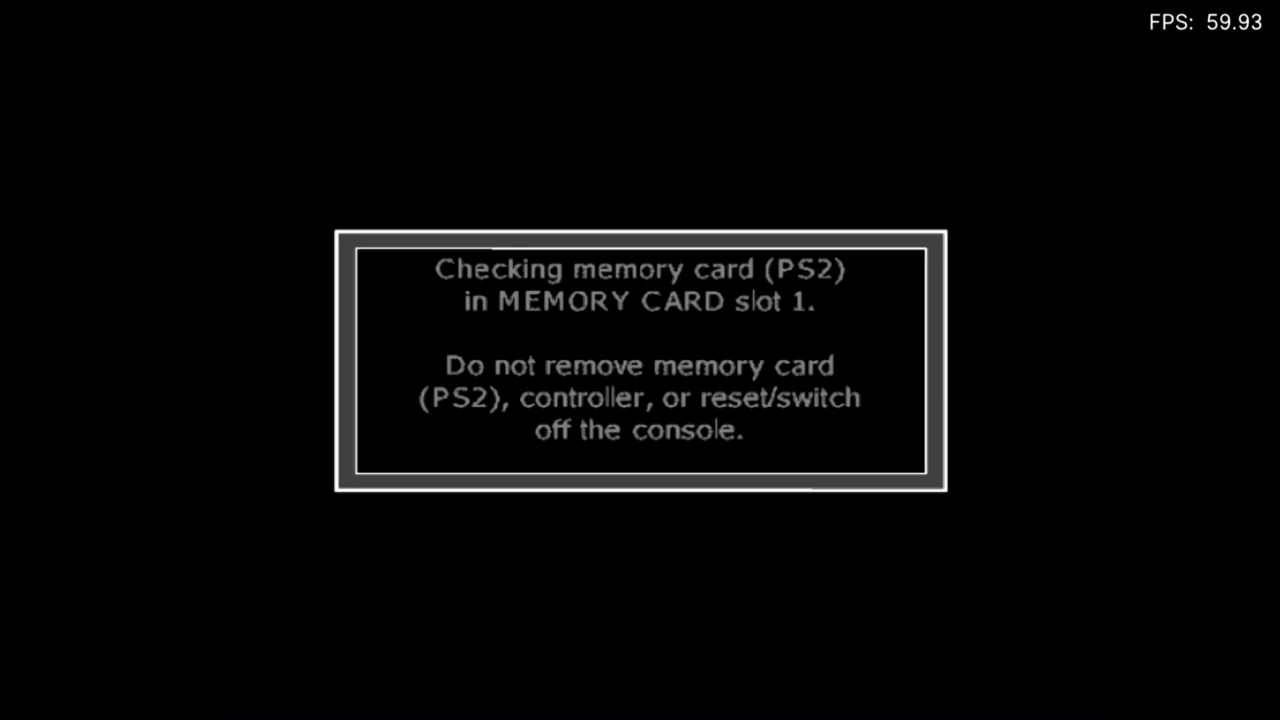 FPS: 59.93
Checking memory card (PS2)
in MEMORY CARD slot 1.
Do not remove memory card
(PS2), controller, or reset/switch
off the console.